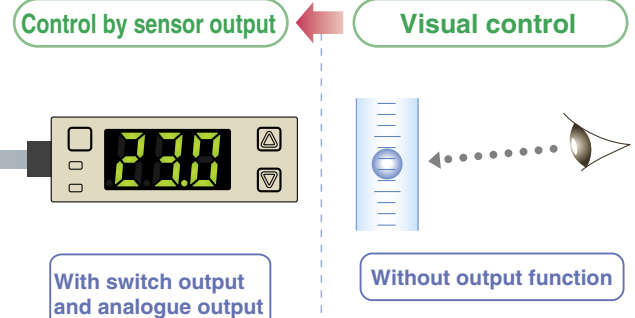 Control by sensor output
Visual control
23.0
With switch output
and analogue output
Without output function